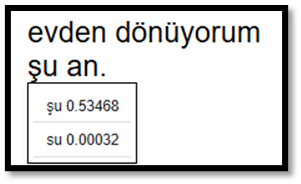 evden dönüyorum
şu an.
şu 0.53468
su 0.00032